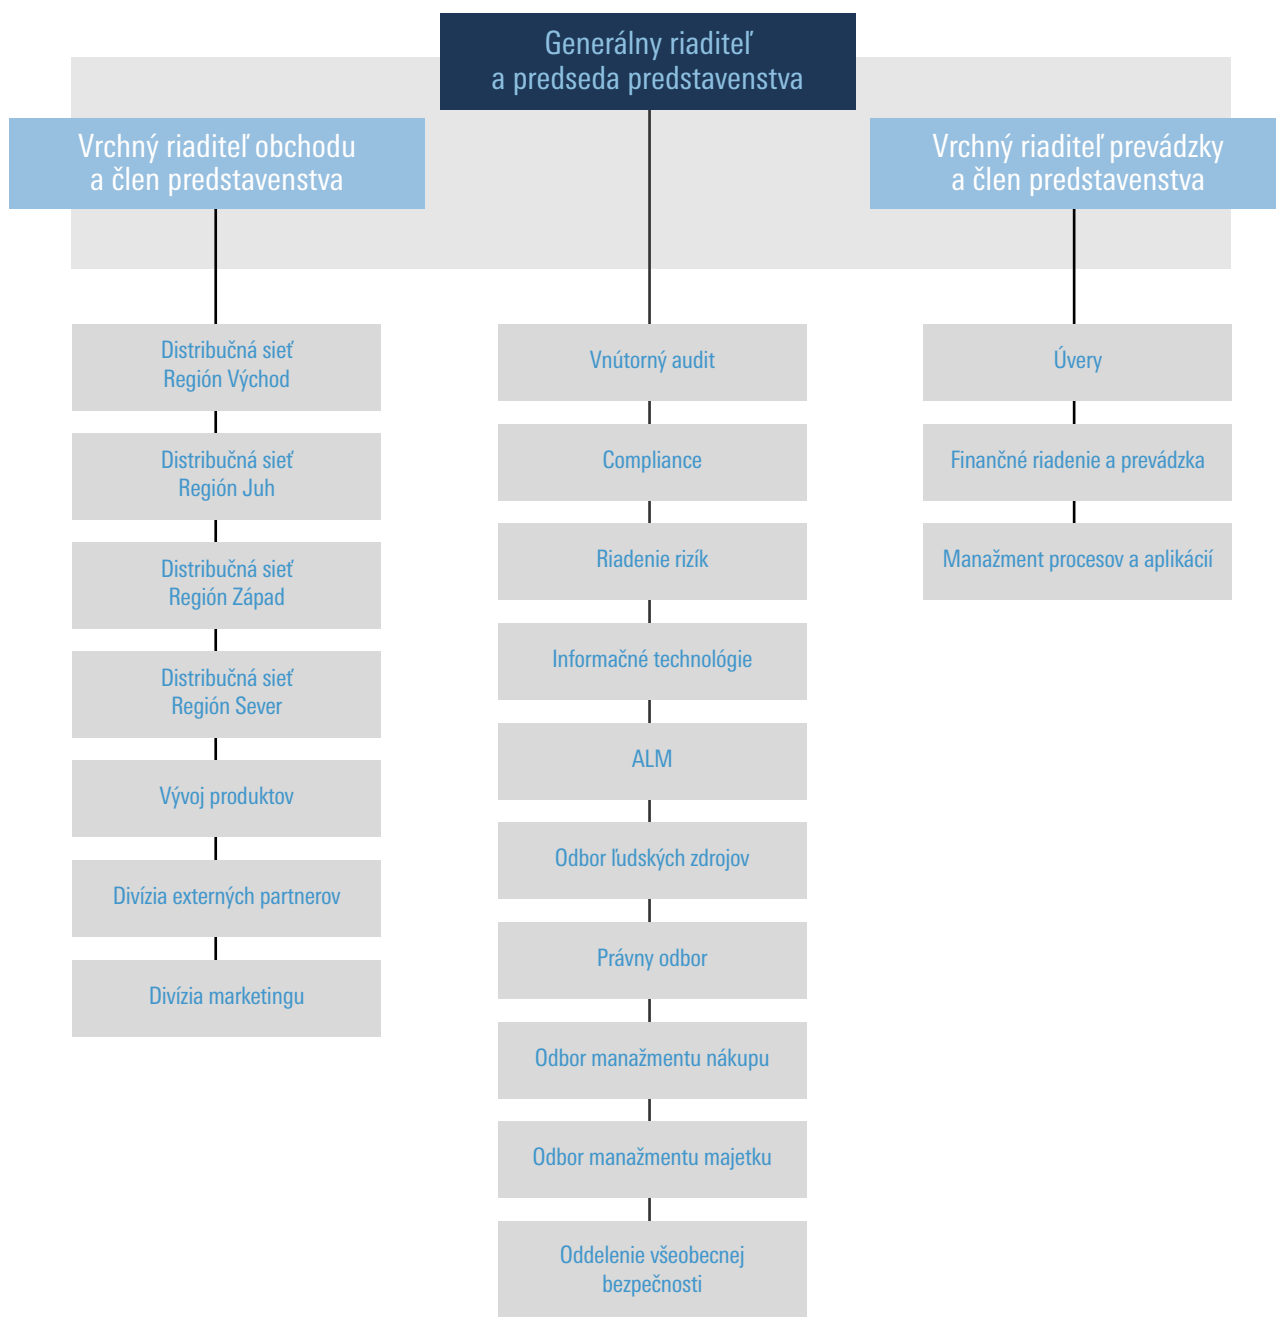 Generálny riaditeľ
a predseda predstavenstva
Vrchný riaditeľ obchodu
a člen predstavenstva
Vrchný riaditeľ prevádzky
a člen predstavenstva
Distribučná sieť
Región Východ
Distribučná sieť
Región Juh
Distribučná sieť
Región Západ
Distribučná sieť
Región Sever
Vývoj produktov
Divízia externých partnerov
Divízia marketingu
Vnútorný audit
Compliance
Riadenie rizík
Informačné technológie
ALM
Odbor ľudských zdrojov
Právny odbor
Odbor manažmentu nákupu
Odbor manažmentu majetku
Oddelenie všeobecnej
bezpečnosti
Úvery
Finančné riadenie a prevádzka
Manažment procesov a aplikácií